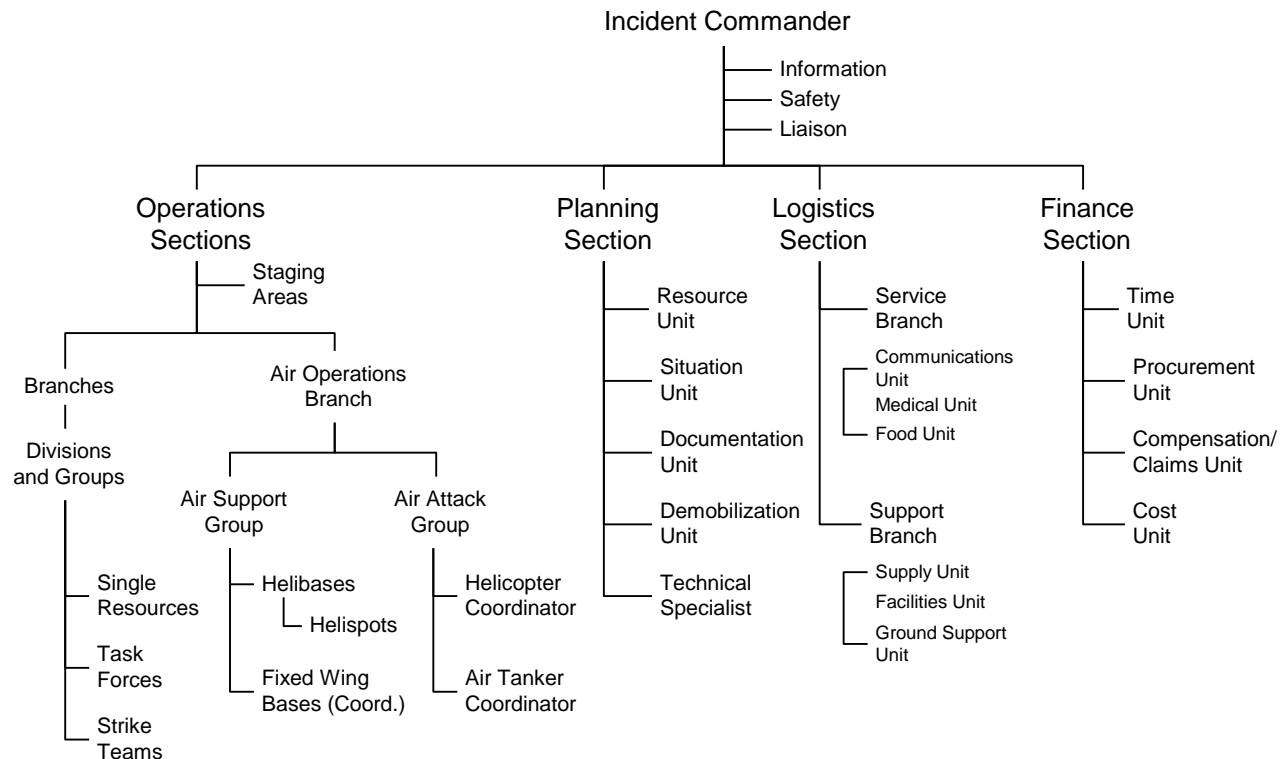 Incident Commander
Information
Safety
Liaison
Operations
Sections
Planning
Section
Logistics
Section
Finance
Section
Staging
Areas
Branches
Air Operations
Branch
Divisions
and Groups
Air Support
Group
Air Attack
Group
Single
Resources
Task
Forces
Strike
Teams
Helibases
Helispots
Fixed Wing
Bases (Coord.)
Helicopter
Coordinator
Air Tanker
Coordinator
Resource
Unit
Situation
Unit
Documentation
Unit
Demobilization
Unit
Technical
Specialist
Service
Branch
Communications
Unit
Medical Unit
Food Unit
Support
Branch
Supply Unit
Facilities Unit
Ground Support
Unit
Time
Unit
Procurement
Unit
Compensation/
Claims Unit
Cost
Unit